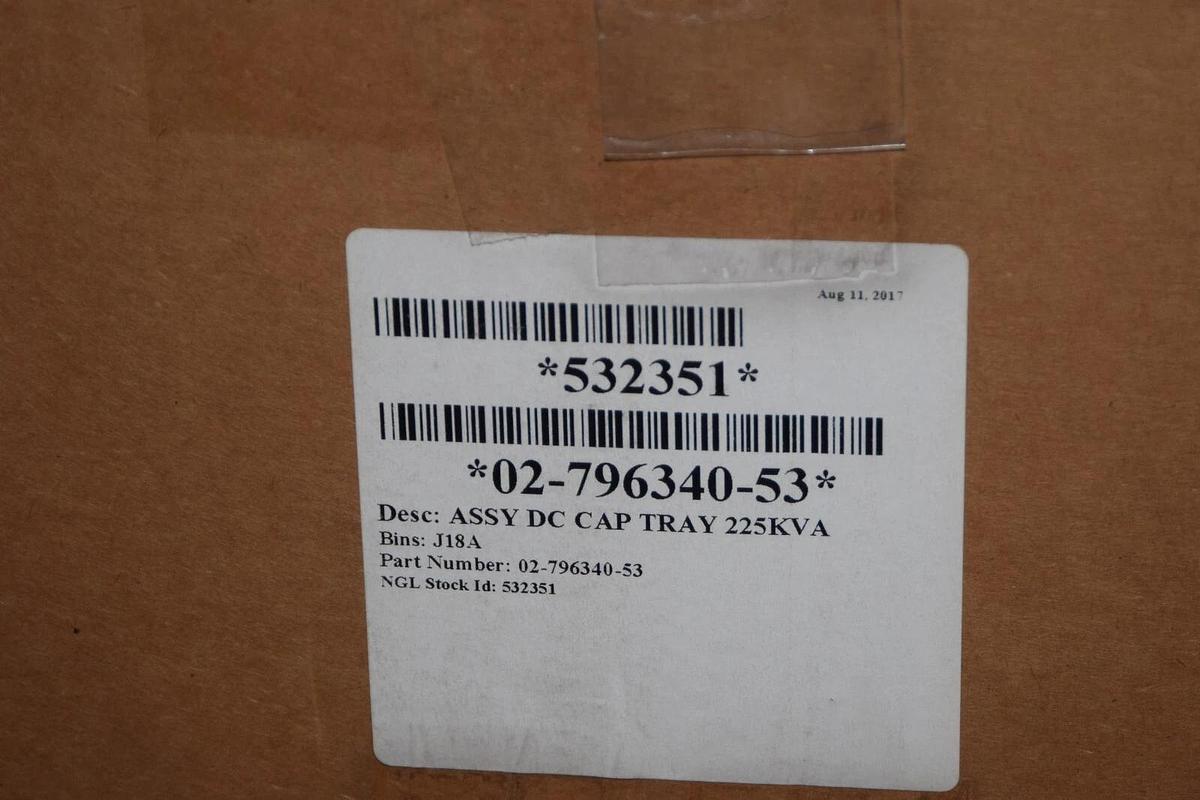 Aug 11, 2017
*532351*
*02-796340-53*
Desc: ASSY DC CAP TRAY 225KVA
Bins: J18A
Part Number: 02-796340-53
NGL Stock Id: 532351